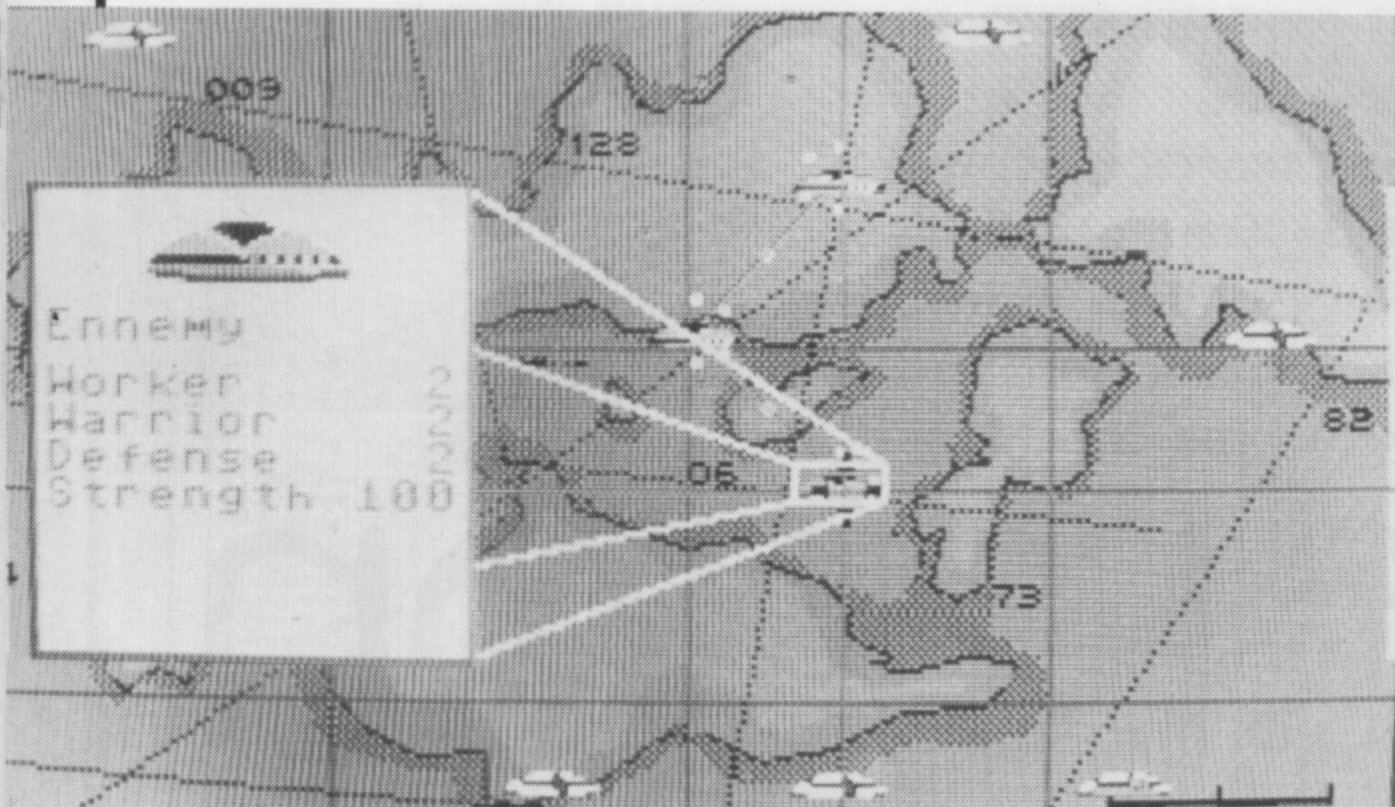 009
128
Ennemy
Worker 2
Warrior 2
Defense 2
Strength 100
06
82
73